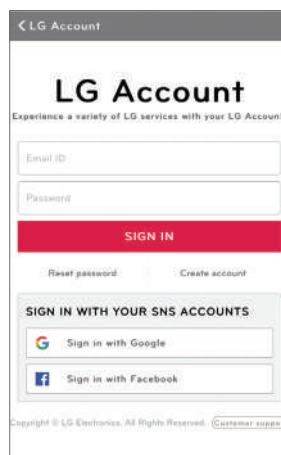 LG Account
LG Account
Experience a variety of LG services with your LG Accoun
Email ID
Password
SIGN IN
Reset password
Create account
SIGN IN WITH YOUR SNS ACCOUNTS
Sign in with Google
Sign in with Facebook
Copyright © LG Electronics. All Rights Reserved. Customer suppo